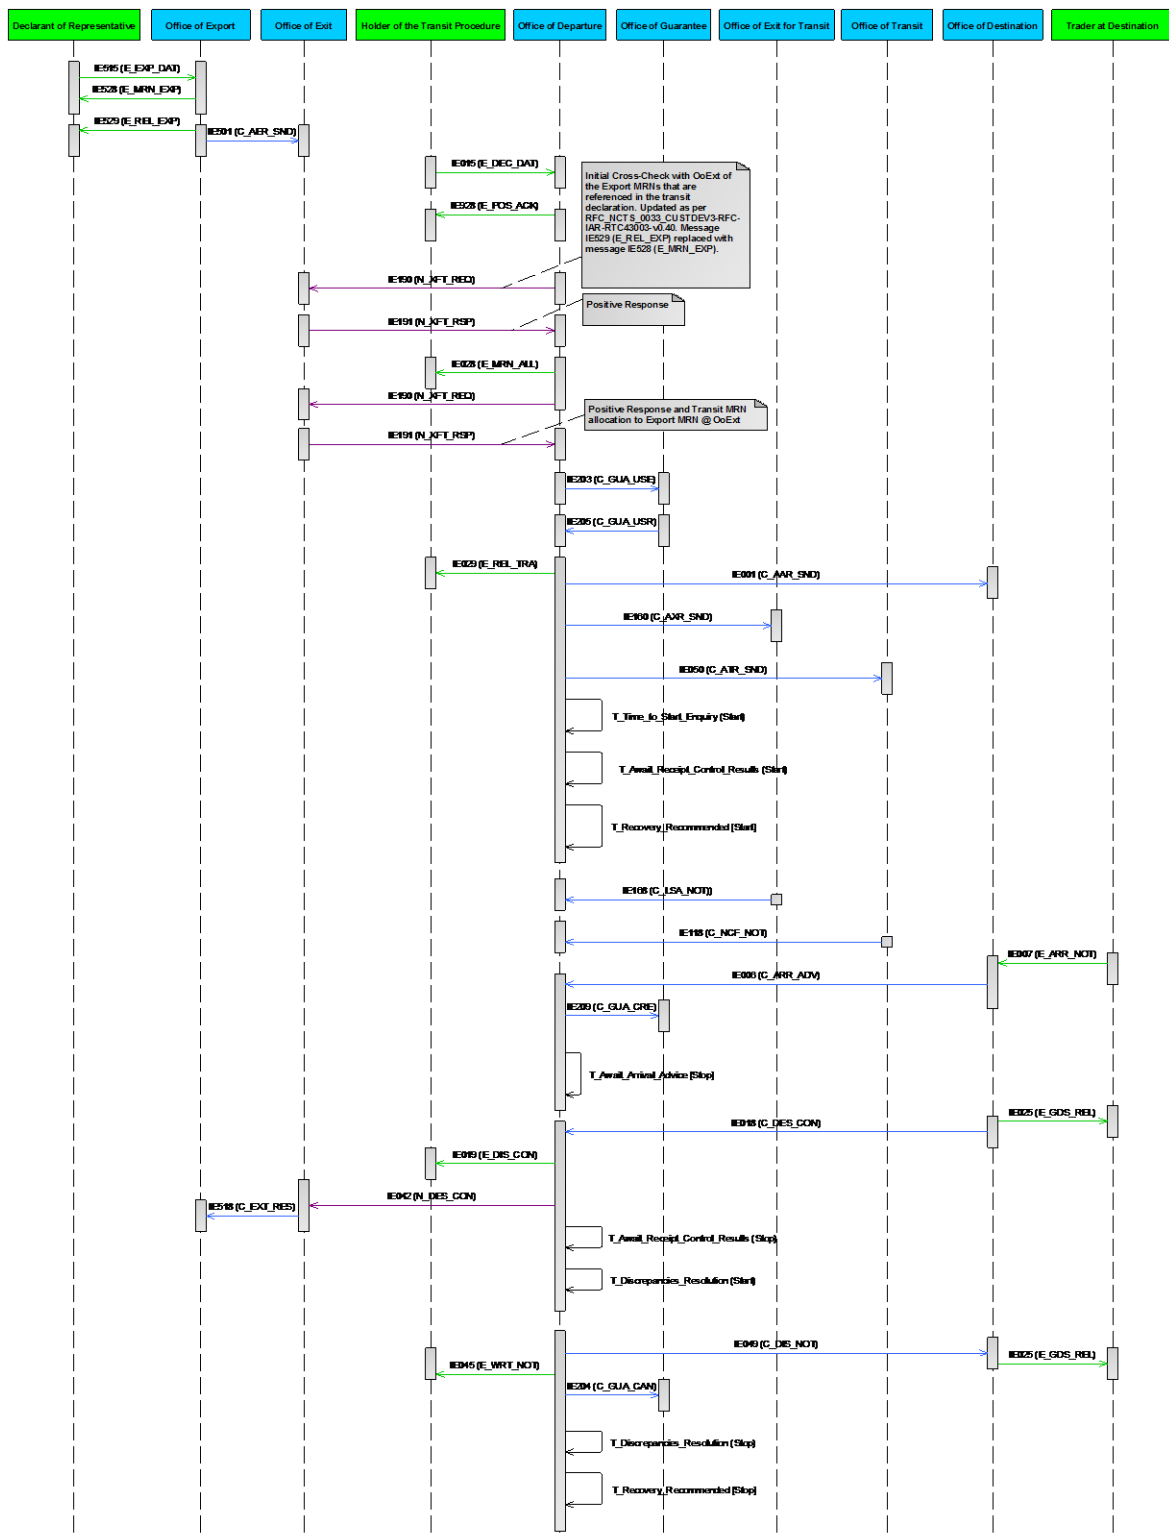 Declarant of Representative
Office of Export
Office of Exit
Holder of the Transit Procedure
Office of Departure
Office of Guarantee
Office of Exit for Transit
Office of Transit
Office of Destination
Trader at Destination
IE515 (E_EXP_DAT)
IE528 (E_MRN_EXP)
IE529 (E_REL_EXP)
IE501 (C_AER_SND)
IE015 (E_DEC_DAT)
Initial Cross-Check with OoExt of
the Export MRNs that are
referenced in the transit
declaration. Updated as per
RFC_NCTS_0033_CUSTDEV3-RFC-
IAR-RTC43003-v0.40. Message
IE529 (E_REL_EXP) replaced with
message IE528 (E_MRN_EXP).
IE928 (E_POS_ACK)
IE190 (N_XFT_REQ)
Positive Response
IE191 (N_XFT_RSP)
IE028 (E_MRN_ALL)
IE190 (N_XFT_REQ)
Positive Response and Transit MRN
allocation to Export MRN @ OoExt
IE191 (N_XFT_RSP)
IE203 (C_GUA_USE)
IE205 (C_GUA_USR)
IE029 (E_REL_TRA)
IE001 (C_AAR_SND)
IE160 (C_AXR_SND)
IE050 (C_ATR_SND)
T_Time_to_Start_Enquiry (Start)
T_Await_Receipt_Control_Results (Start)
T_Recovery_Recommended [Start]
IE168 (C_LSA_NOT))
IE118 (C_NCF_NOT)
IE007 (E_ARR_NOT)
IE006 (C_ARR_ADV)
IE209 (C_GUA_CRE)
T_Await_Arrival_Advice [Stop]
IE025 (E_GDS_REL)
IE018 (C_DES_CON)
IE019 (E_DIS_CON)
IE042 (N_DES_CON)
IE518 (C_EXT_RES)
T_Await_Receipt_Control_Results (Stop)
T_Discrepancies_Resolution (Start)
IE049 (C_DIS_NOT)
IE025 (E_GDS_REL)
IE045 (E_WRT_NOT)
IE204 (C_GUA_CAN)
T_Discrepancies_Resolution (Stop)
T_Recovery_Recommended [Stop]